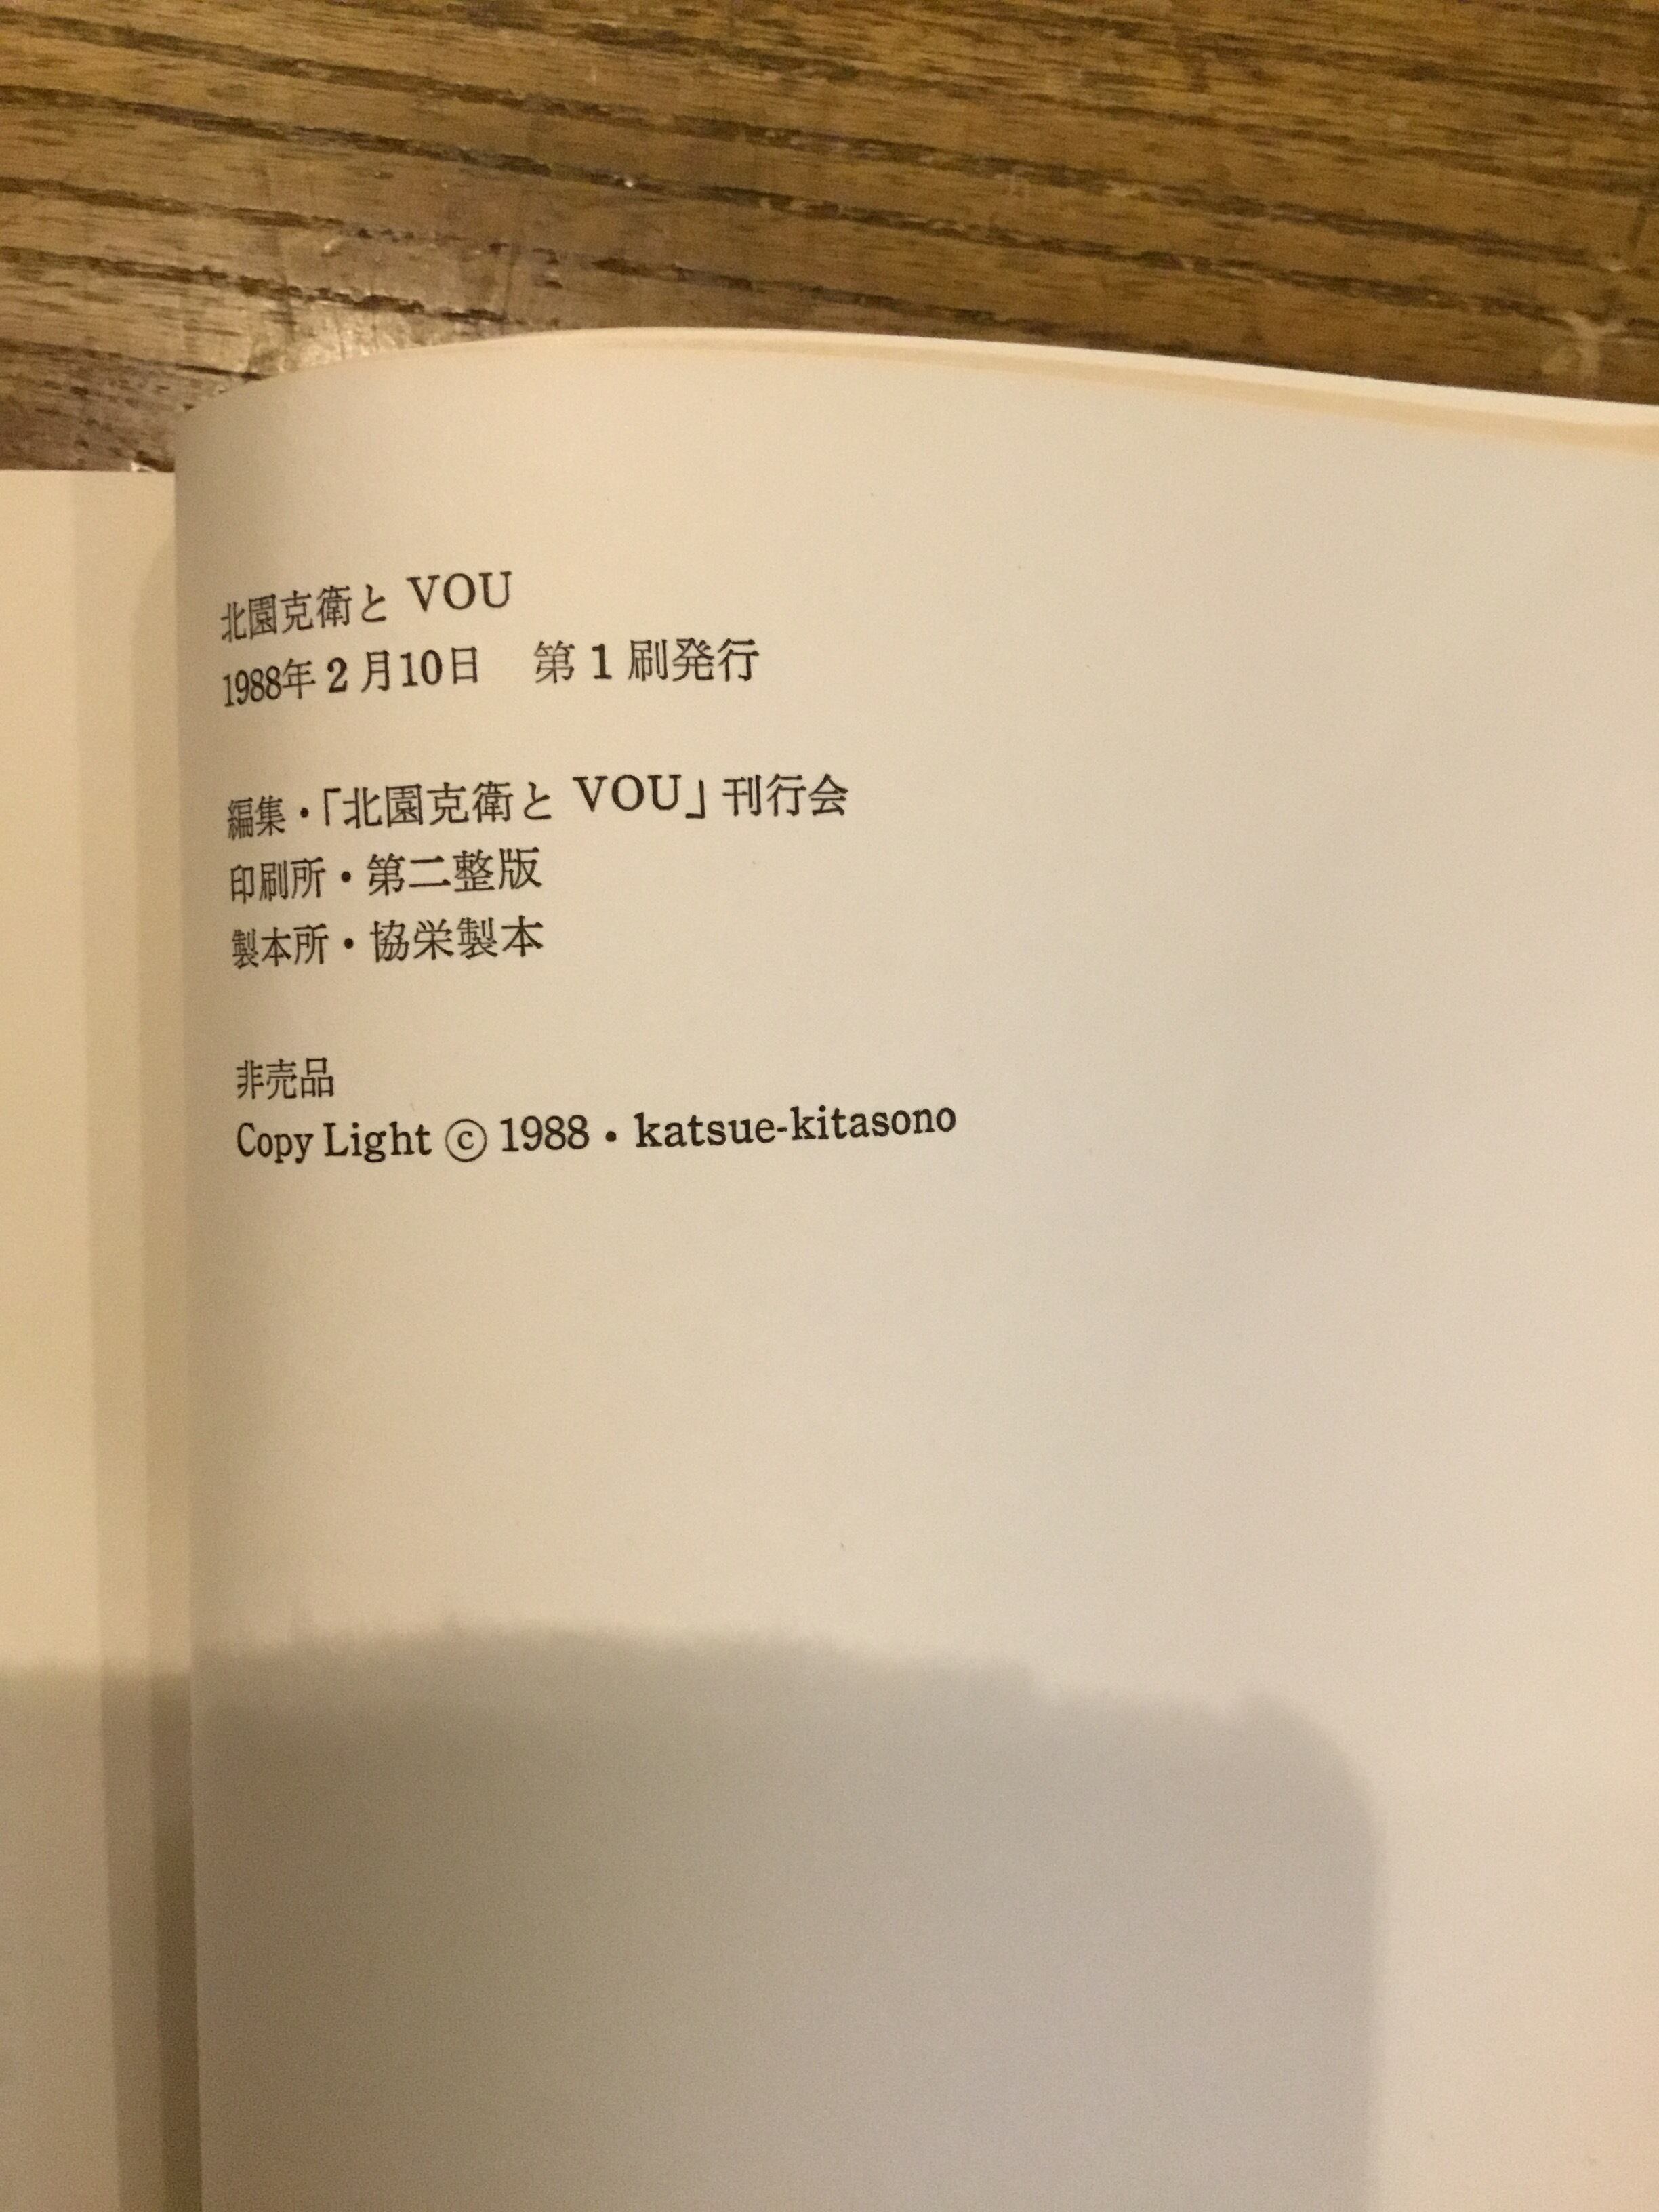 北園克衛と VOU
1988年2月10日　第1刷発行
編集・「北園克衛と VOU」刊行会
印刷所・第二整版
製本所・協栄製本
非売品
Copy Light ⓒ 1988・katsue-kitasono